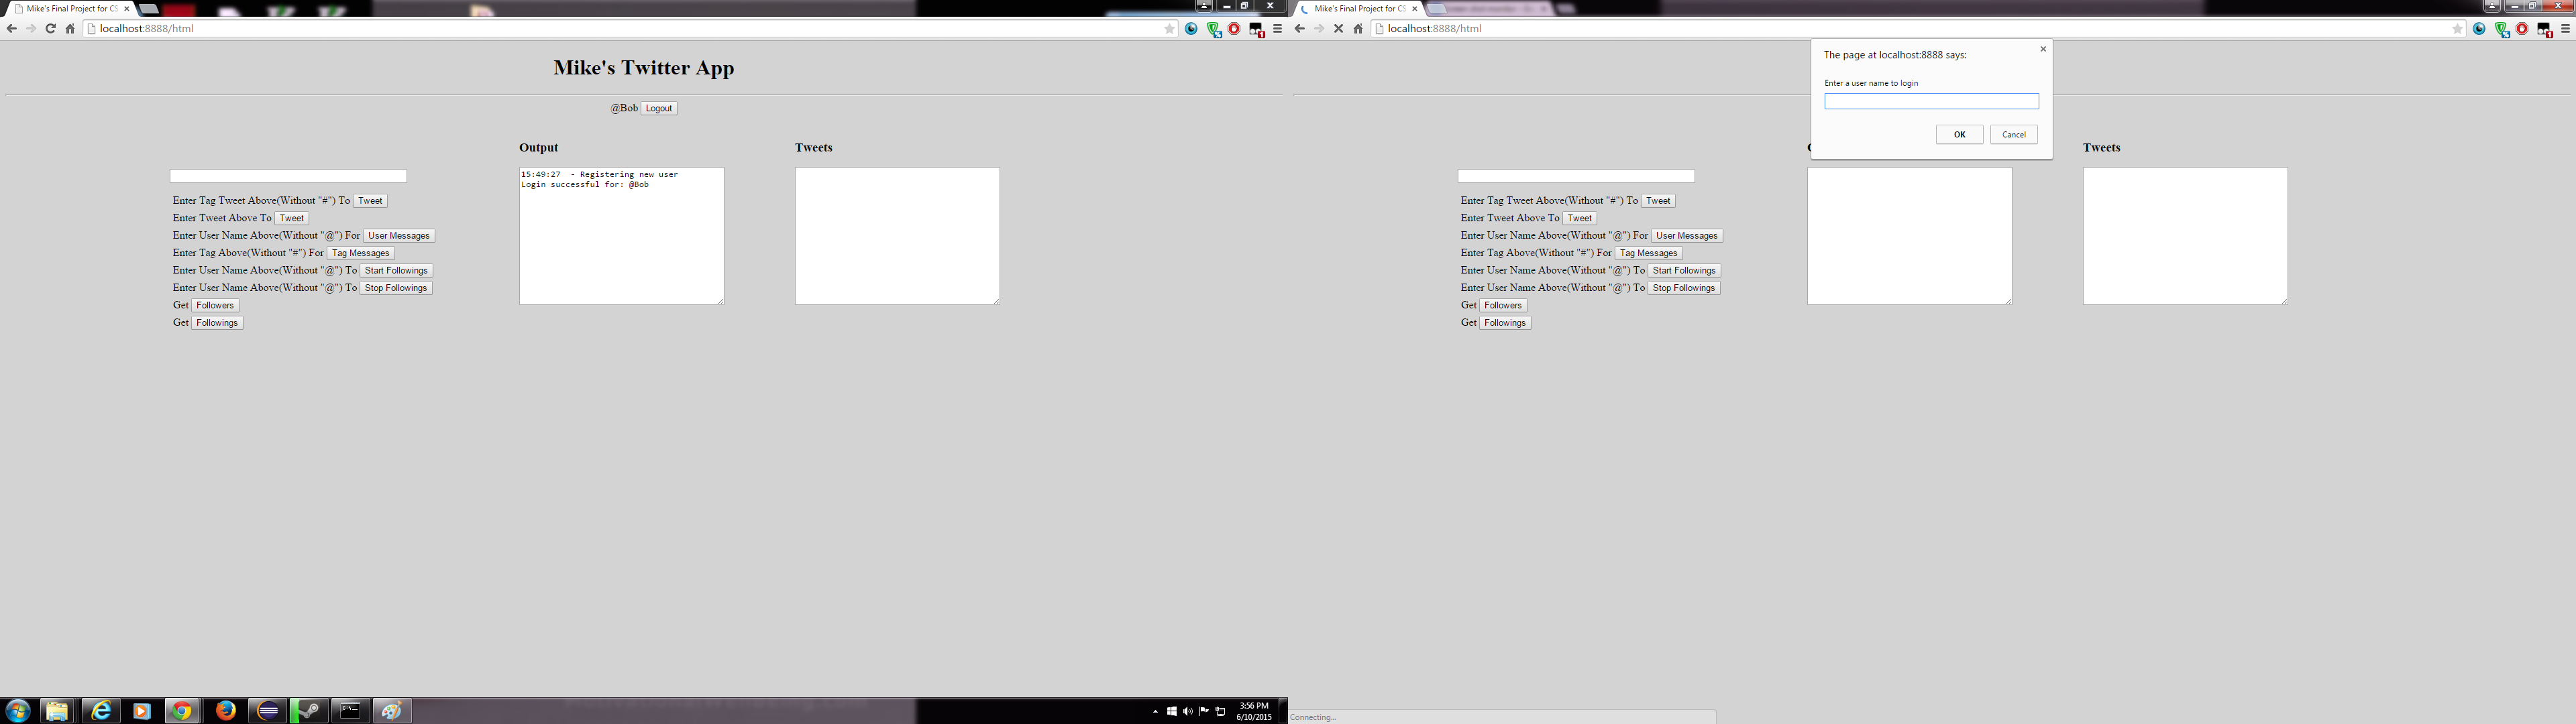 Mike's Final Project for CS
localhost:8888/html
Mike's Twitter App
@Bob Logout
Output
Tweets
15:49:27 - Registering new user
Login successful for: @Bob
Enter Tag Tweet Above(Without "#") To Tweet
Enter Tweet Above To Tweet
Enter User Name Above(Without "@") For User Messages
Enter Tag Above(Without "#") For Tag Messages
Enter User Name Above(Without "@") To Start Followings
Enter User Name Above(Without "@") To Stop Followings
Get Followers
Get Followings
3:56 PM
6/10/2015
Mike's Final Project for CS
localhost:8888/html
The page at localhost:8888 says:
Enter a user name to login
OK Cancel
Tweets
Enter Tag Tweet Above(Without "#") To Tweet
Enter Tweet Above To Tweet
Enter User Name Above(Without "@") For User Messages
Enter Tag Above(Without "#") For Tag Messages
Enter User Name Above(Without "@") To Start Followings
Enter User Name Above(Without "@") To Stop Followings
Get Followers
Get Followings
Connecting...